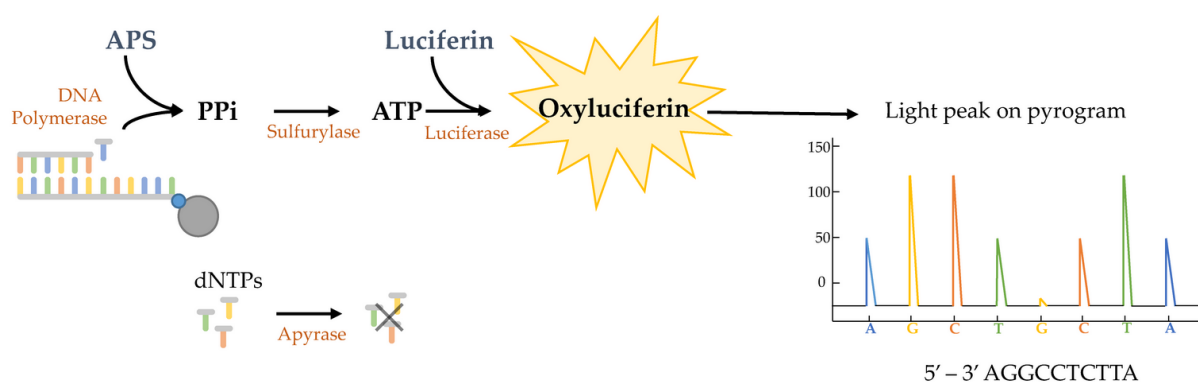 APS
Luciferin
DNA
Polymerase
PPi
Sulfurylase
ATP
Luciferase
Oxyluciferin
Light peak on pyrogram
150
100
50
0
A G C T G C T A
5′ – 3′ AGGCCTCTTA
dNTPs
Apyrase